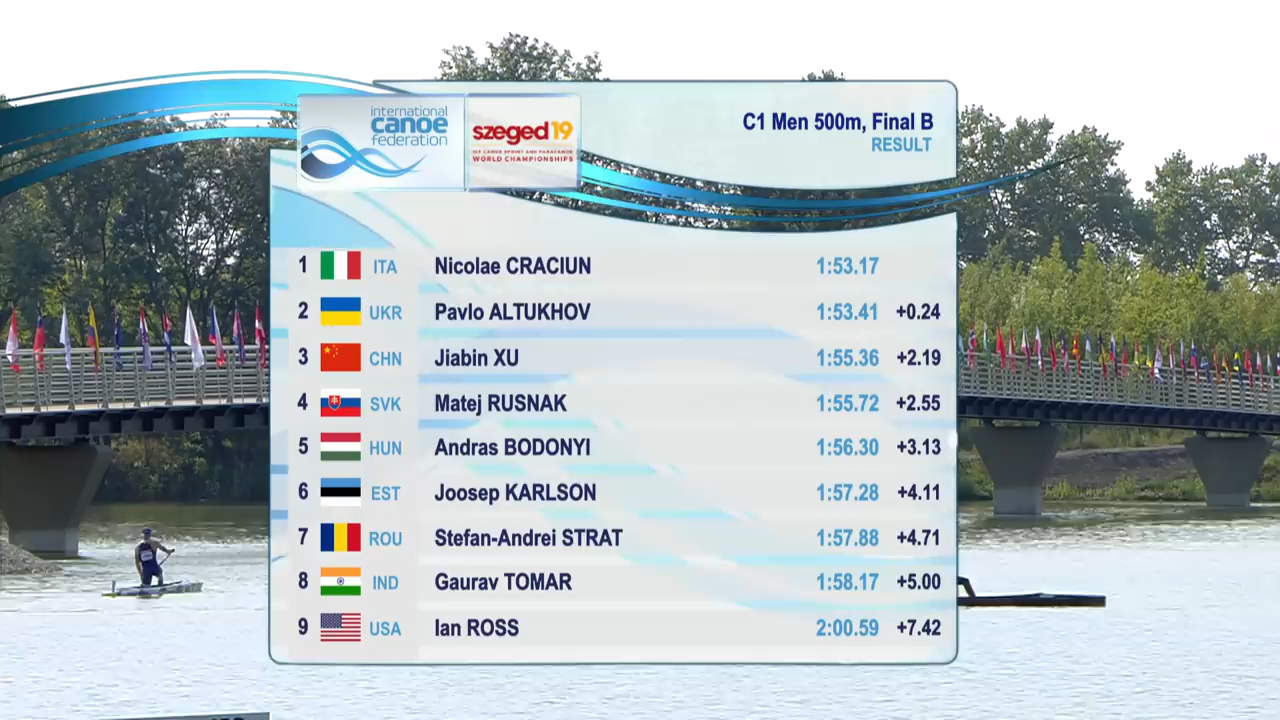 international
canoe
federation
szeged19
ICF CANOE SPRINT AND PARACANOE
WORLD CHAMPIONSHIPS
C1 Men 500m, Final B
RESULT
1 ITA Nicolae CRACIUN 1:53.17
2 UKR Pavlo ALTUKHOV 1:53.41 +0.24
3 CHN Jiabin XU 1:55.36 +2.19
4 SVK Matej RUSNAK 1:55.72 +2.55
5 HUN Andras BODONYI 1:56.30 +3.13
6 EST Joosep KARLSON 1:57.28 +4.11
7 ROU Stefan-Andrei STRAT 1:57.88 +4.71
8 IND Gaurav TOMAR 1:58.17 +5.00
9 USA Ian ROSS 2:00.59 +7.42